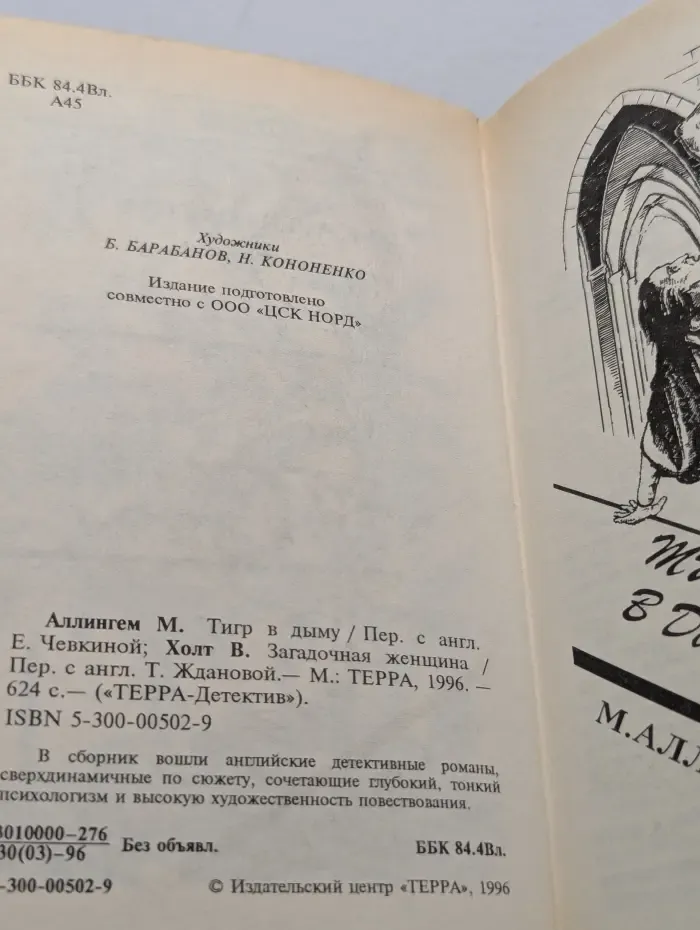 ББК 84.4Вл.
А45
Художники
Б. БАРАБАНОВ, Н. КОНОНЕНКО
Издание подготовлено
совместно с ООО «ЦСК НОРД»
Аллингем М. Тигр в дыму / Пер. с англ.
Е. Чевкиной; Холт В. Загадочная женщина /
Пер. с англ. Т. Ждановой.— М.: ТЕРРА, 1996. —
624 с.— («ТЕРРА-Детектив»).
ISBN 5-300-00502-9
В сборник вошли английские детективные романы,
сверхдинамичные по сюжету, сочетающие глубокий, тонкий
психологизм и высокую художественность повествования.
8010000—276
30(03)—96
Без объявл.
ББК 84.4Вл.
-300-00502-9
© Издательский центр «ТЕРРА», 1996
В
М.АЛЛ